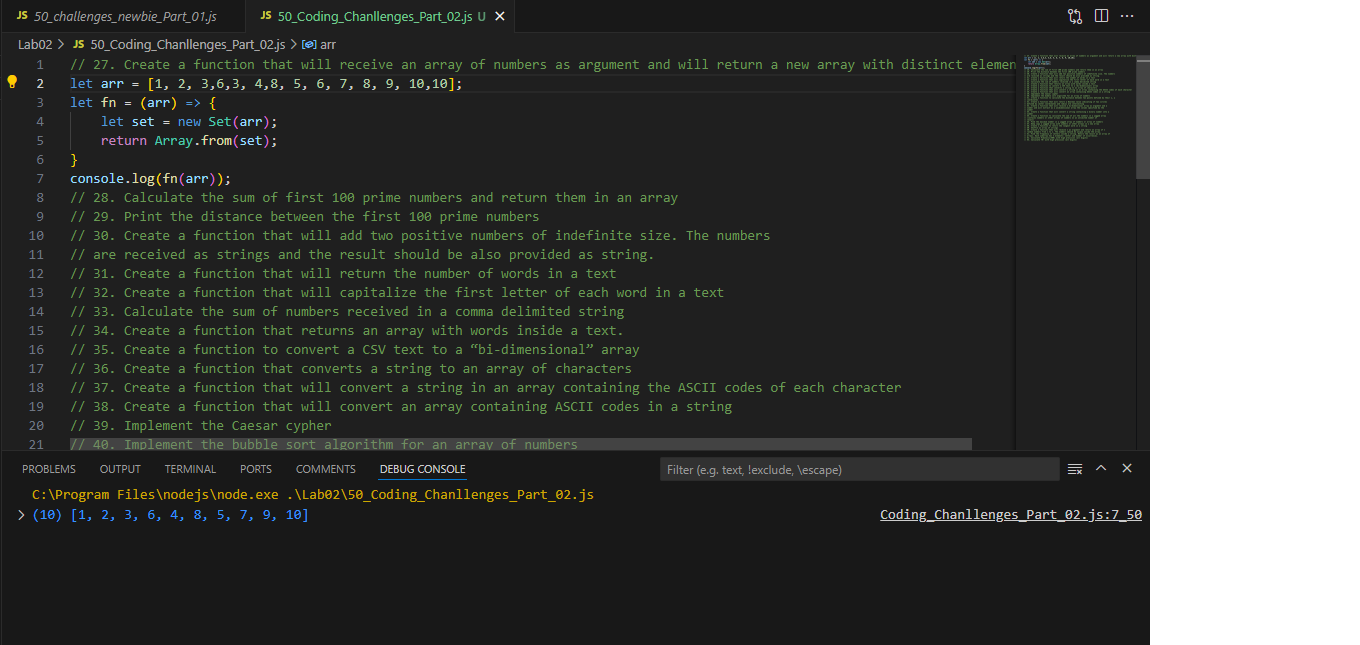 JS 50_challenges_newbie_Part_01.js
JS 50_Coding_Chanllenges_Part_02.js U
Lab02 > JS 50_Coding_Chanllenges_Part_02.js > arr
1 // 27. Create a function that will receive an array of numbers as argument and will return a new array with distinct elemen
2 let arr = [1, 2, 3,6,3, 4,8, 5, 6, 7, 8, 9, 10,10];
3 let fn = (arr) => {
4 let set = new Set(arr);
5 return Array.from(set);
6 }
7 console.log(fn(arr));
8 // 28. Calculate the sum of first 100 prime numbers and return them in an array
9 // 29. Print the distance between the first 100 prime numbers
10 // 30. Create a function that will add two positive numbers of indefinite size. The numbers
11 // are received as strings and the result should be also provided as string.
12 // 31. Create a function that will return the number of words in a text
13 // 32. Create a function that will capitalize the first letter of each word in a text
14 // 33. Calculate the sum of numbers received in a comma delimited string
15 // 34. Create a function that returns an array with words inside a text.
16 // 35. Create a function to convert a CSV text to a “bi-dimensional” array
17 // 36. Create a function that converts a string to an array of characters
18 // 37. Create a function that will convert a string in an array containing the ASCII codes of each character
19 // 38. Create a function that will convert an array containing ASCII codes in a string
20 // 39. Implement the Caesar cypher
21 // 40. Implement the bubble sort algorithm for an array of numbers
PROBLEMS OUTPUT TERMINAL PORTS COMMENTS DEBUG CONSOLE
Filter (e.g. text, !exclude, \escape)
C:\Program Files\nodejs\node.exe .\Lab02\50_Coding_Chanllenges_Part_02.js
> (10) [1, 2, 3, 6, 4, 8, 5, 7, 9, 10]
Coding_Chanllenges_Part_02.js:7_50